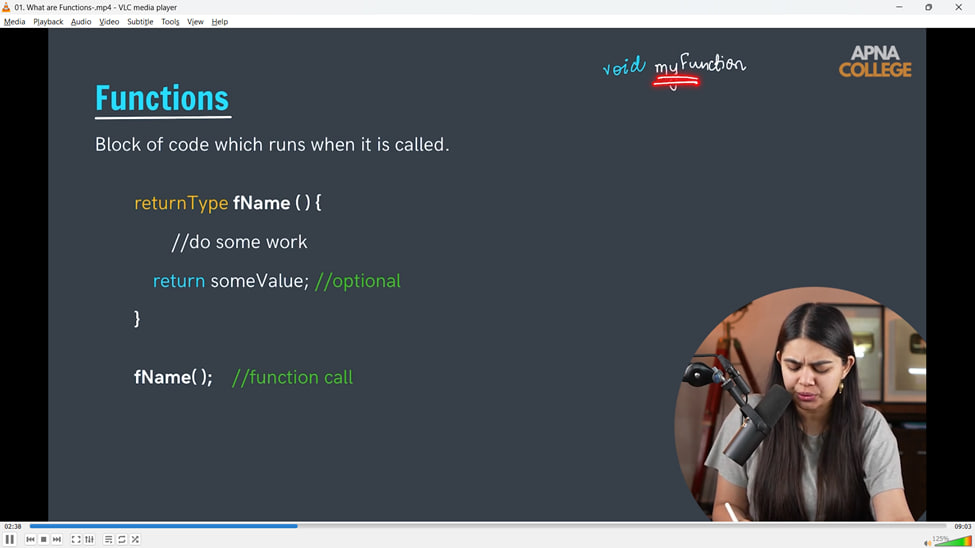 01. What are Functions-.mp4 - VLC media player
Media Playback Audio Video Subtitle Tools View Help
void myFunction
APNA
COLLEGE
Functions
Block of code which runs when it is called.
returnType fName ( ) {
//do some work
return someValue; //optional
}
fName( ); //function call
02:38
09:03
125%